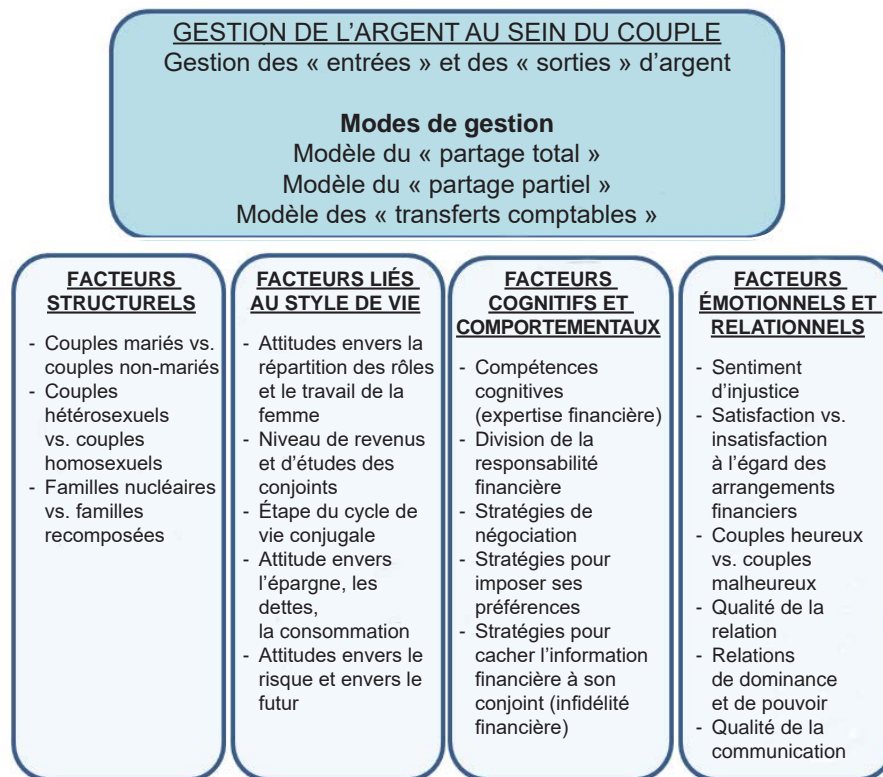 GESTION DE L’ARGENT AU SEIN DU COUPLE
Gestion des « entrées » et des « sorties » d’argent
Modes de gestion
Modèle du « partage total »
Modèle du « partage partiel »
Modèle des « transferts comptables »
FACTEURS
STRUCTURELS
- Couples mariés vs.
couples non-mariés
- Couples
hétérosexuels
vs. couples
homosexuels
- Familles nucléaires
vs. familles
recomposées
FACTEURS LIÉS
AU STYLE DE VIE
- Attitudes envers la
répartition des rôles
et le travail de la
femme
- Niveau de revenus
et d’études des
conjoints
- Étape du cycle de
vie conjugale
- Attitude envers
l’épargne, les
dettes,
la consommation
- Attitudes envers le
risque et envers le
futur
FACTEURS
COGNITIFS ET
COMPORTEMENTAUX
- Compétences
cognitives
(expertise financière)
- Division de la
responsabilité
financière
- Stratégies de
négociation
- Stratégies pour
imposer ses
préférences
- Stratégies pour
cacher l’information
financière à son
conjoint (infidélité
financière)
FACTEURS
ÉMOTIONNELS ET
RELATIONNELS
- Sentiment
d’injustice
- Satisfaction vs.
insatisfaction
à l’égard des
arrangements
financiers
- Couples heureux
vs. couples
malheureux
- Qualité de la
relation
- Relations
de dominance
et de pouvoir
- Qualité de la
communication